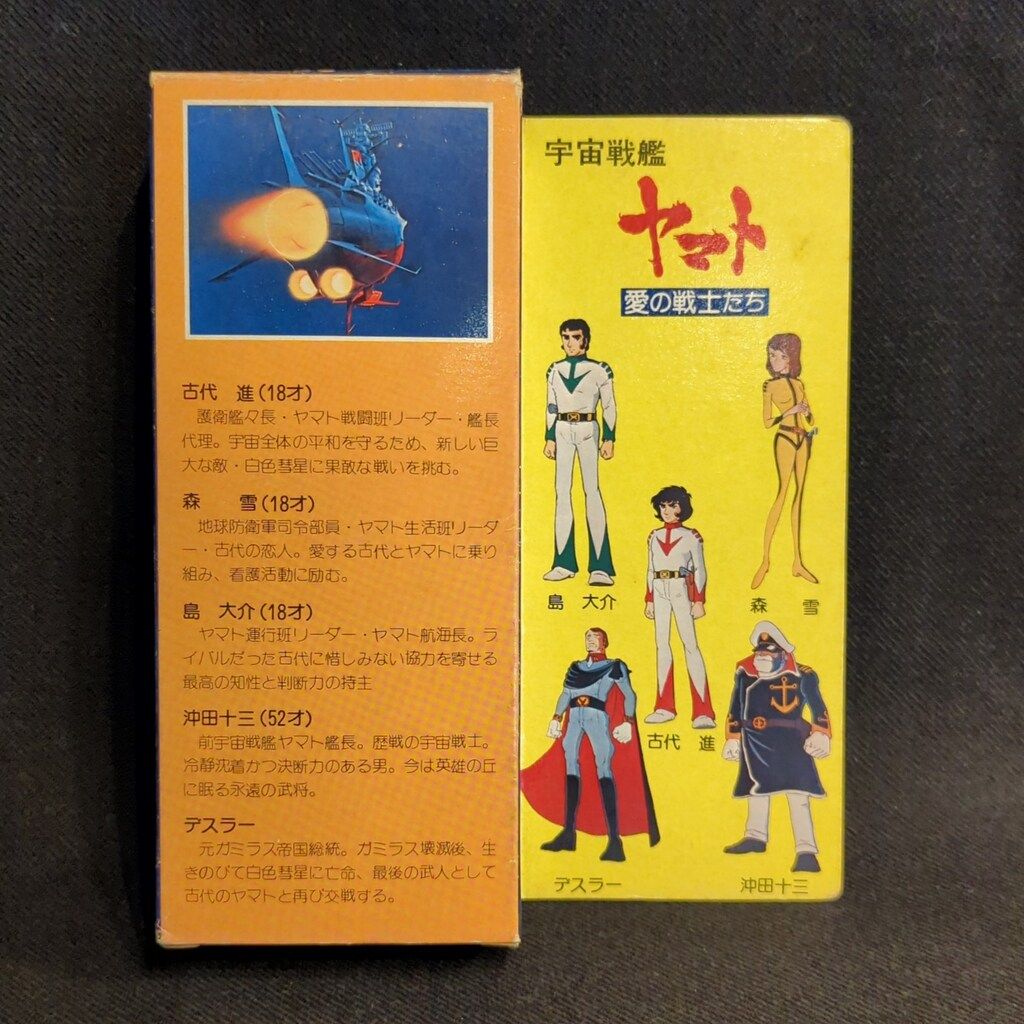 古代 進(18才)
護衛艦々長・ヤマト戦闘班リーダー・艦長
代理。宇宙全体の平和を守るため、新しい巨
大な敵・白色彗星に果敢な戦いを挑む。
森 雪(18才)
地球防衛軍司令部員・ヤマト生活班リーダ
ー・古代の恋人。愛する古代とヤマトに乗り
組み、看護活動に励む。
島 大介(18才)
ヤマト運行班リーダー・ヤマト航海長。ラ
イバルだった古代に惜しみない協力を寄せる
最高の知性と判断力の持主
沖田十三(52才)
前宇宙戦艦ヤマト艦長。歴戦の宇宙戦士。
冷静沈着かつ決断力のある男。今は英雄の丘
に眠る永遠の武将。
デスラー
元ガミラス帝国総統。ガミラス壊滅後、生
きのびて白色彗星に亡命、最後の武人として
古代のヤマトと再び交戦する。
宇宙戦艦
ヤマト
愛の戦士たち
島 大介
森 雪
古代 進
デスラー
沖田十三